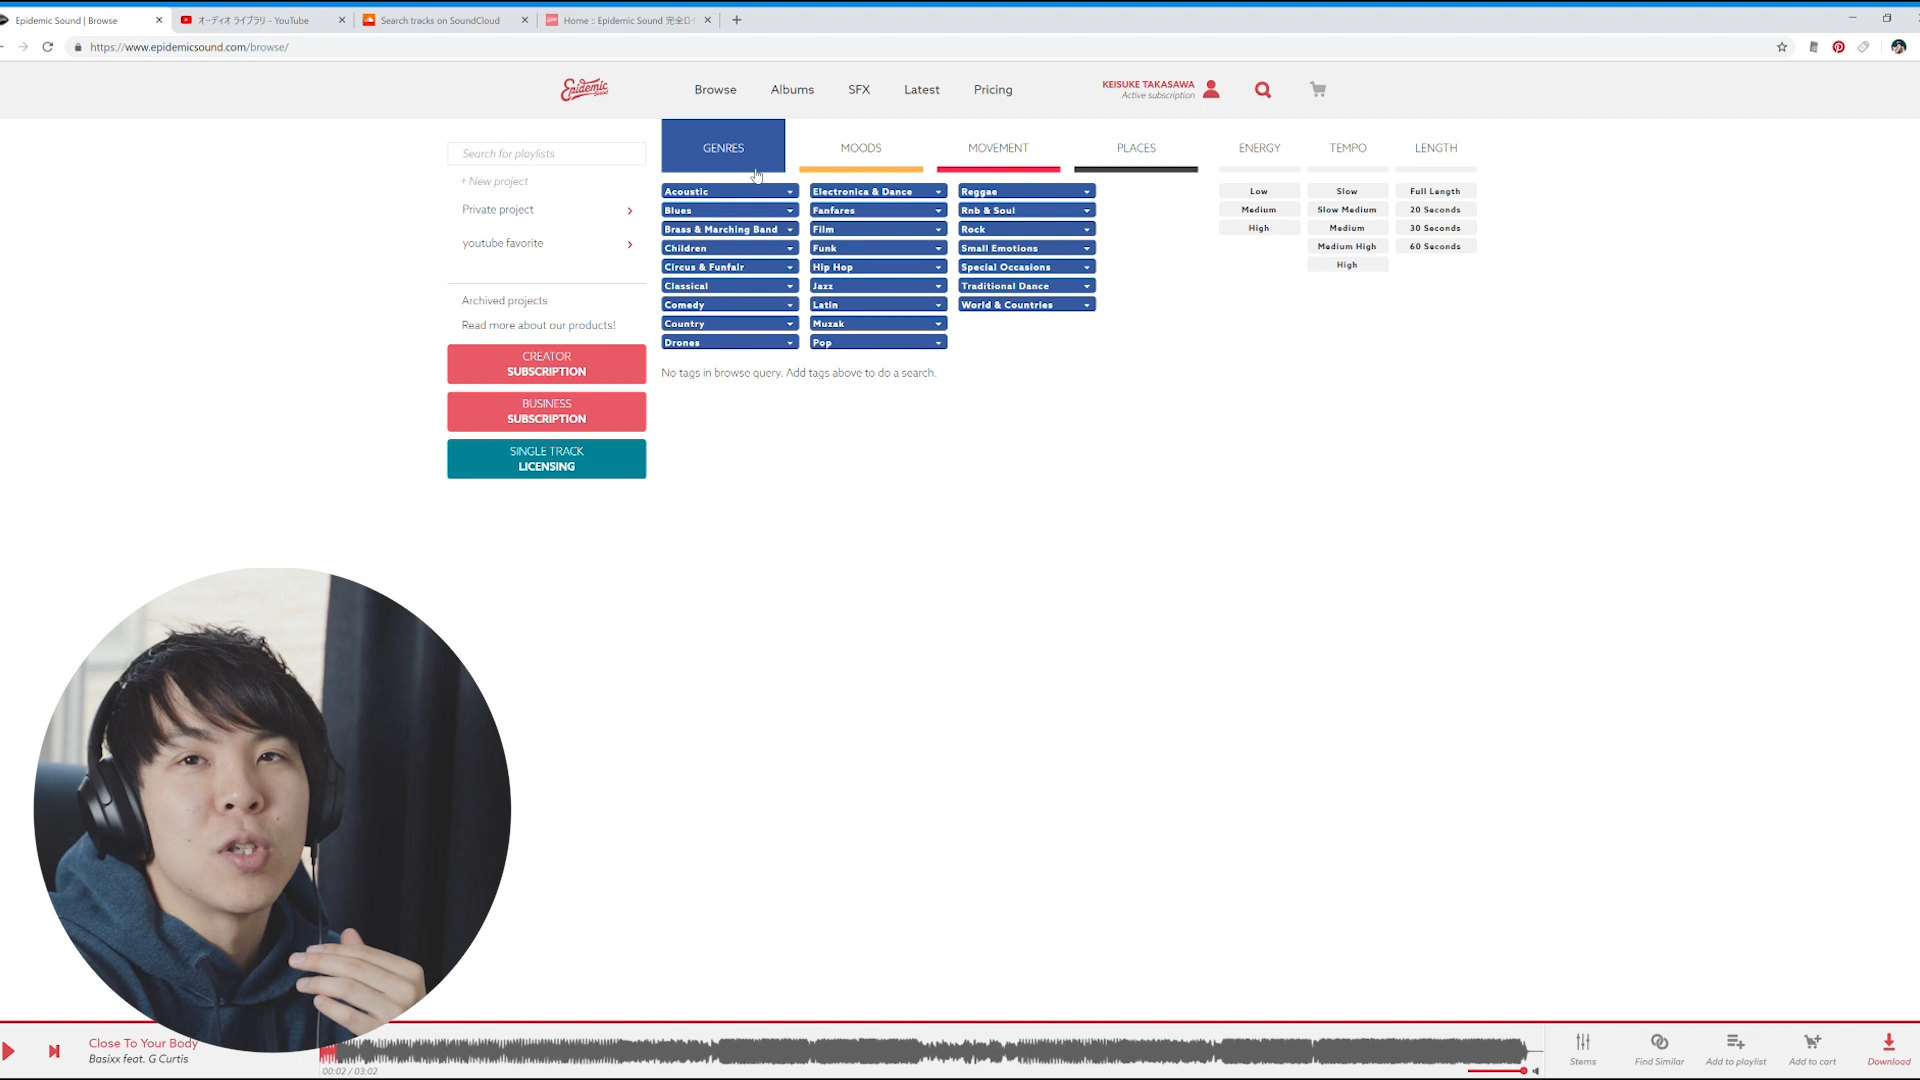 Epidemic Sound | Browse
オーディオ ライブラリ - YouTube
Search tracks on SoundCloud
Home :: Epidemic Sound
https://www.epidemicsound.com/browse/
Epidemic Sound
Browse
Albums
SFX
Latest
Pricing
KEISUKE TAKASAWA
Active subscription
Search for playlists
+ New project
Private project
youtube favorite
Archived projects
Read more about our products!
CREATOR
SUBSCRIPTION
BUSINESS
SUBSCRIPTION
SINGLE TRACK
LICENSING
GENRES
MOODS
MOVEMENT
PLACES
ENERGY
TEMPO
LENGTH
Acoustic
Blues
Brass & Marching Band
Children
Circus & Funfair
Classical
Comedy
Country
Drones
Electronica & Dance
Fanfares
Film
Funk
Hip Hop
Jazz
Latin
Muzak
Pop
Reggae
Rnb & Soul
Rock
Small Emotions
Special Occasions
Traditional Dance
World & Countries
Low
Medium
High
Slow
Slow Medium
Medium
Medium High
High
Full Length
20 Seconds
30 Seconds
60 Seconds
No tags in browse query. Add tags above to do a search.
Close To Your Body
Basixx feat. G Curtis
00:02 / 03:02
Stems
Find Similar
Add to playlist
Add to cart
Download